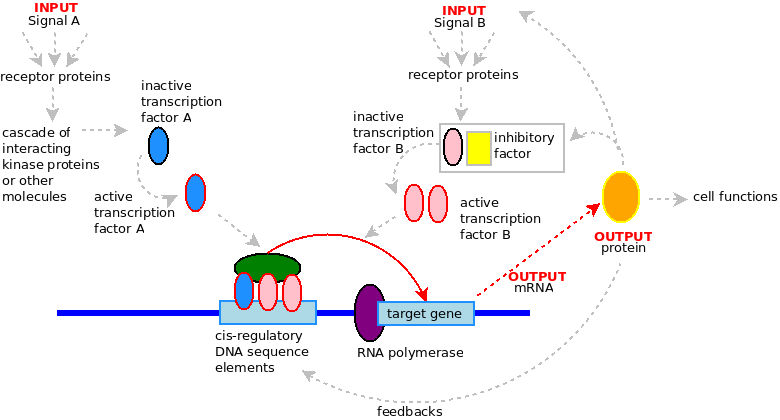 INPUT
Signal A
receptor proteins
cascade of
interacting
kinase proteins
or other
molecules
inactive
transcription
factor A
active
transcription
factor A
INPUT
Signal B
receptor proteins
inactive
transcription
factor B
inhibitory
factor
active
transcription
factor B
cell functions
OUTPUT
protein
OUTPUT
mRNA
target gene
cis-regulatory
DNA sequence
elements
RNA polymerase
feedbacks